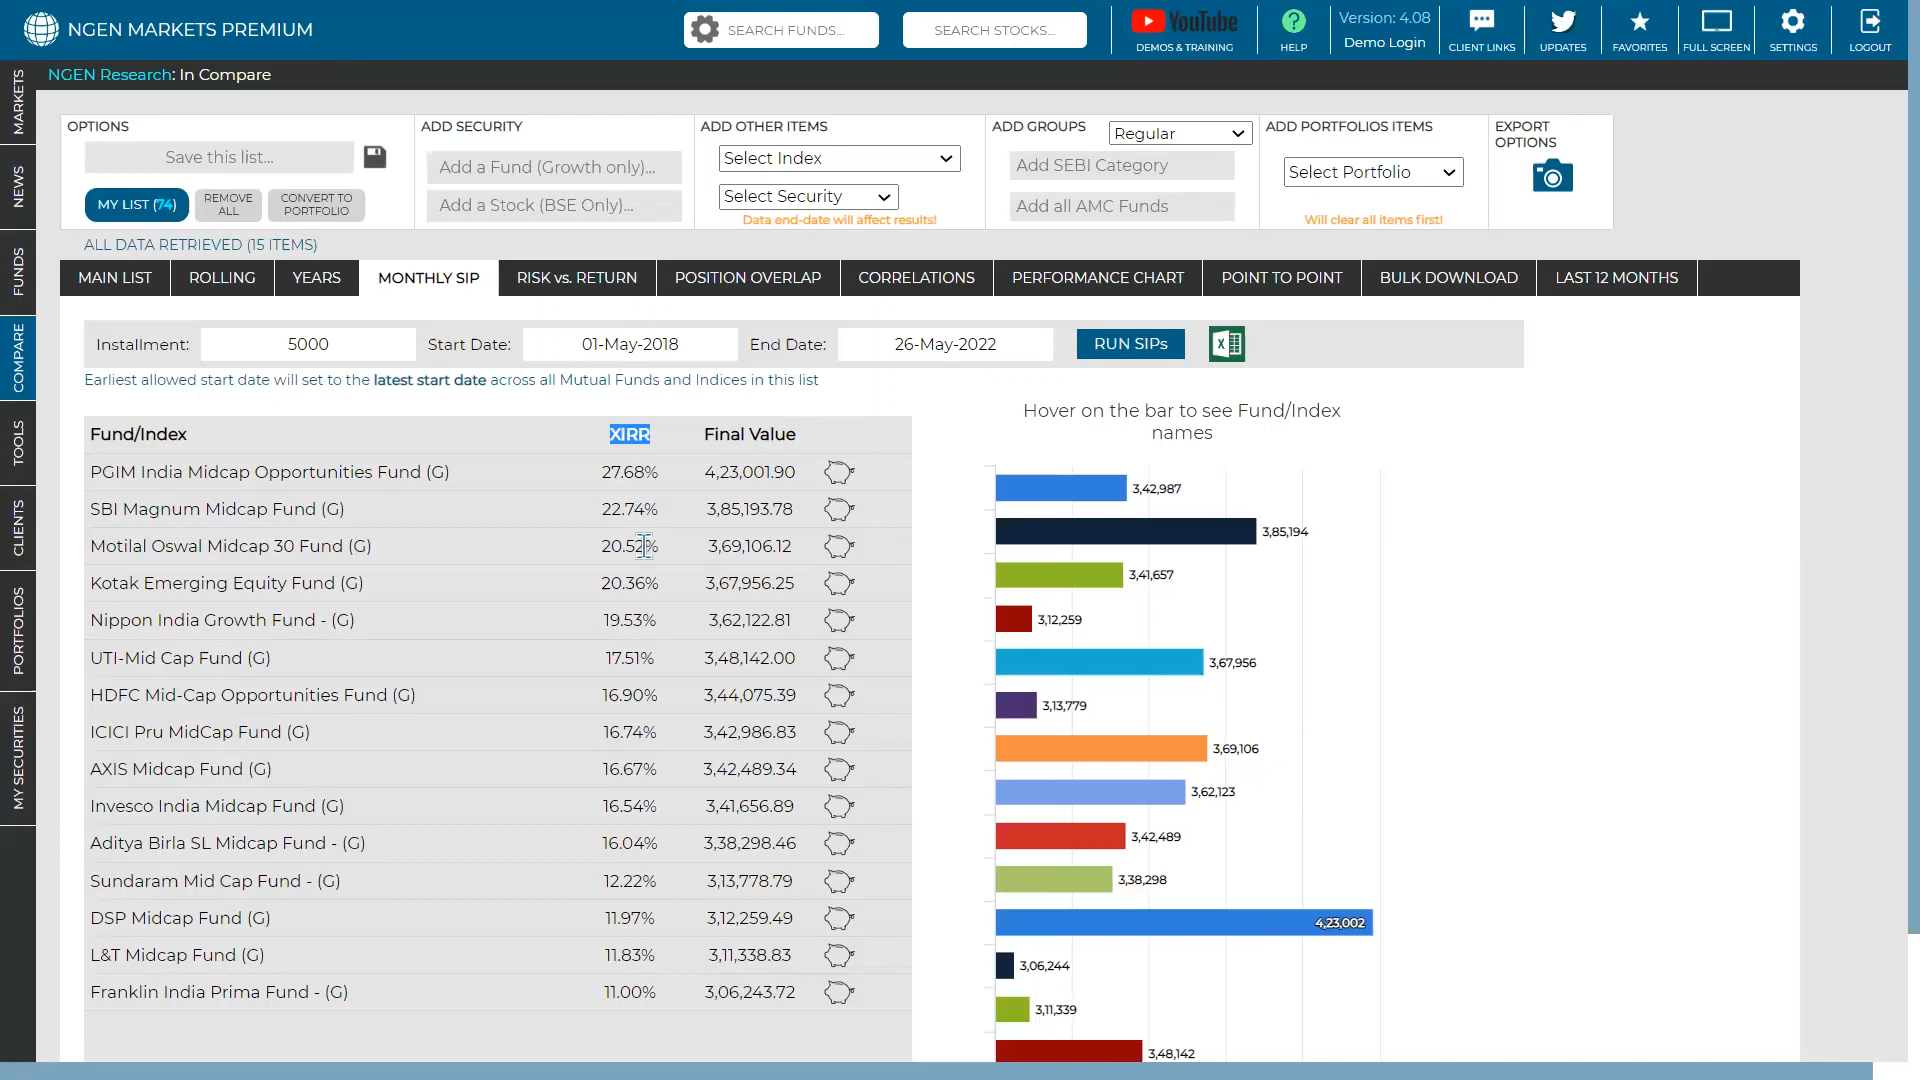 NGEN MARKETS PREMIUM
SEARCH FUNDS...
SEARCH STOCKS...
YouTube
DEMOS & TRAINING
HELP
Version: 4.08
Demo Login
CLIENT LINKS
UPDATES
FAVORITES
FULL SCREEN
SETTINGS
LOGOUT
NGEN Research: In Compare
MARKETS
NEWS
FUNDS
COMPARE
TOOLS
CLIENTS
PORTFOLIOS
MY SECURITIES
OPTIONS
Save this list...
MY LIST (74)
REMOVE ALL
CONVERT TO PORTFOLIO
ADD SECURITY
Add a Fund (Growth only)...
Add a Stock (BSE Only)...
ADD OTHER ITEMS
Select Index
Select Security
Data end-date will affect results!
ADD GROUPS
Regular
Add SEBI Category
Add all AMC Funds
ADD PORTFOLIOS ITEMS
Select Portfolio
Will clear all items first!
EXPORT OPTIONS
ALL DATA RETRIEVED (15 ITEMS)
MAIN LIST ROLLING YEARS MONTHLY SIP RISK vs. RETURN POSITION OVERLAP CORRELATIONS PERFORMANCE CHART POINT TO POINT BULK DOWNLOAD LAST 12 MONTHS
Installment: 5000 Start Date: 01-May-2018 End Date: 26-May-2022 RUN SIPs
Earliest allowed start date will set to the latest start date across all Mutual Funds and Indices in this list
Fund/Index XIRR Final Value
PGIM India Midcap Opportunities Fund (G) 27.68% 4,23,001.90
SBI Magnum Midcap Fund (G) 22.74% 3,85,193.78
Motilal Oswal Midcap 30 Fund (G) 20.52% 3,69,106.12
Kotak Emerging Equity Fund (G) 20.36% 3,67,956.25
Nippon India Growth Fund - (G) 19.53% 3,62,122.81
UTI-Mid Cap Fund (G) 17.51% 3,48,142.00
HDFC Mid-Cap Opportunities Fund (G) 16.90% 3,44,075.39
ICICI Pru MidCap Fund (G) 16.74% 3,42,986.83
AXIS Midcap Fund (G) 16.67% 3,42,489.34
Invesco India Midcap Fund (G) 16.54% 3,41,656.89
Aditya Birla SL Midcap Fund - (G) 16.04% 3,38,298.46
Sundaram Mid Cap Fund - (G) 12.22% 3,13,778.79
DSP Midcap Fund (G) 11.97% 3,12,259.49
L&T Midcap Fund (G) 11.83% 3,11,338.83
Franklin India Prima Fund - (G) 11.00% 3,06,243.72
Hover on the bar to see Fund/Index
names
3,42,987
3,85,194
3,41,657
3,12,259
3,67,956
3,13,779
3,69,106
3,62,123
3,42,489
3,38,298
4,23,002
3,06,244
3,11,339
3,48,142